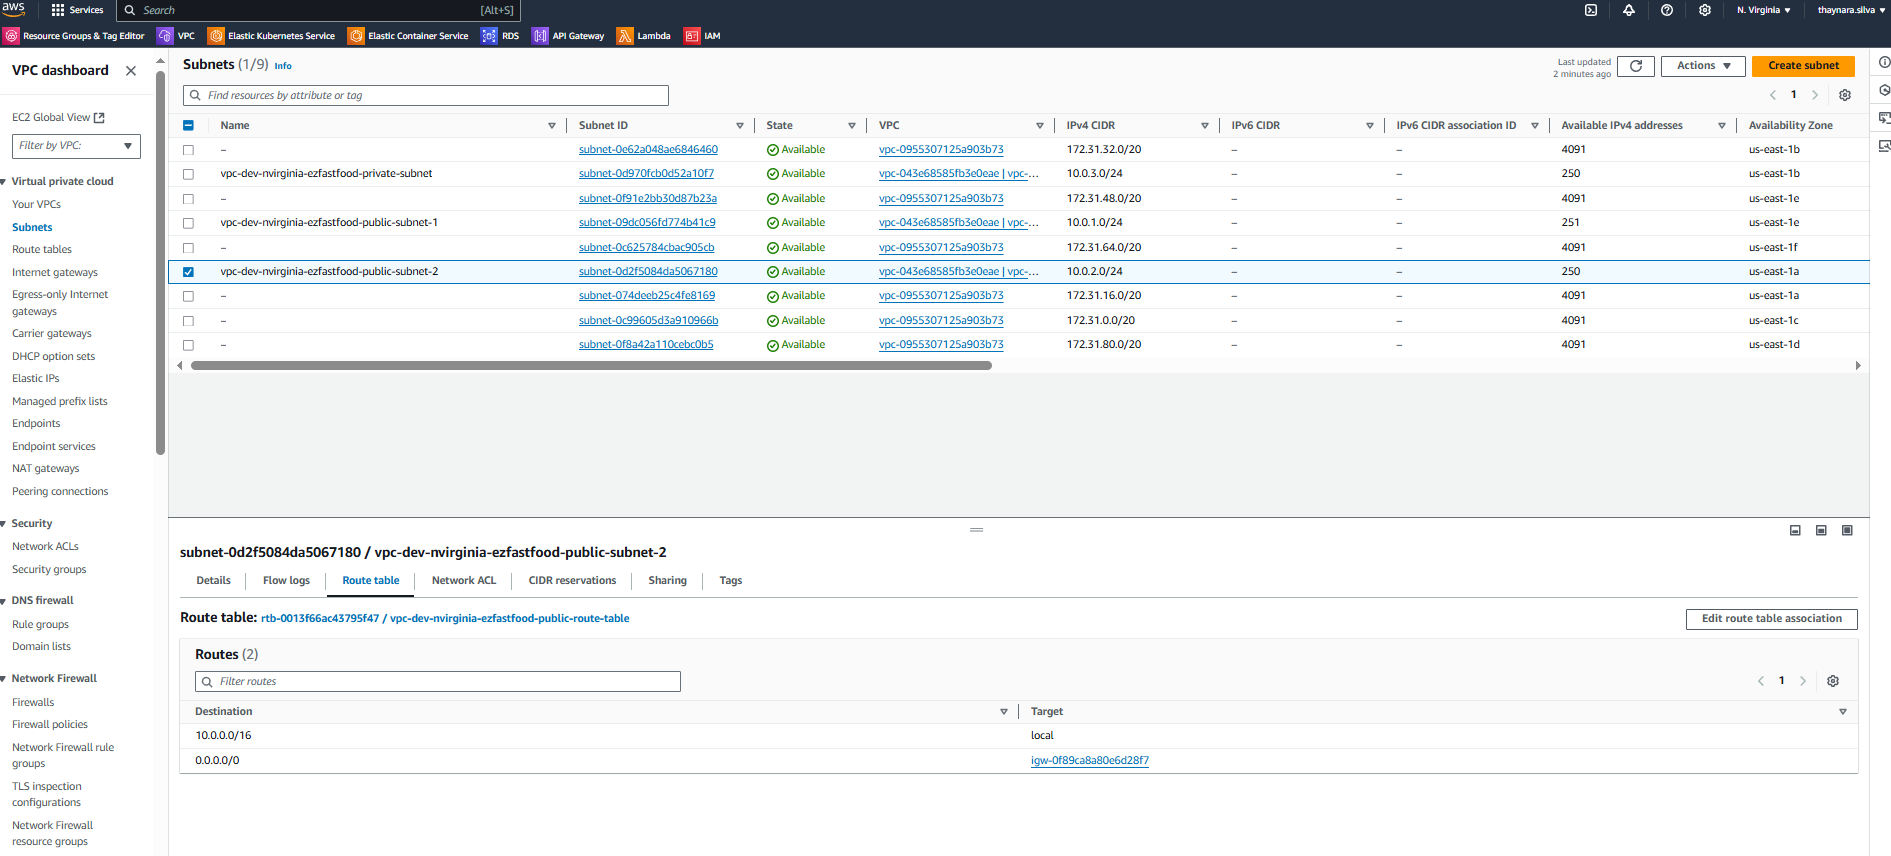 aws Services Search [Alt+S] N. Virginia thaynara.silva
Resource Groups & Tag Editor VPC Elastic Kubernetes Service Elastic Container Service RDS API Gateway Lambda IAM
VPC dashboard
EC2 Global View
Filter by VPC:
Virtual private cloud
Your VPCs
Subnets
Route tables
Internet gateways
Egress-only Internet
gateways
Carrier gateways
DHCP option sets
Elastic IPs
Managed prefix lists
Endpoints
Endpoint services
NAT gateways
Peering connections
Security
Network ACLs
Security groups
DNS firewall
Rule groups
Domain lists
Network Firewall
Firewalls
Firewall policies
Network Firewall rule
groups
TLS inspection
configurations
Network Firewall
resource groups
Subnets (1/9) Info
Last updated
2 minutes ago
Actions
Create subnet
Find resources by attribute or tag
1
Name Subnet ID State VPC IPv4 CIDR IPv6 CIDR IPv6 CIDR association ID Available IPv4 addresses Availability Zone
– subnet-0e62a048ae6846460 Available vpc-0955307125a903b73 172.31.32.0/20 – – 4091 us-east-1b
vpc-dev-nvirginia-ezfastfood-private-subnet subnet-0d970fcb0d52a10f7 Available vpc-043e68585fb3e0eae | vpc-... 10.0.3.0/24 – – 250 us-east-1b
– subnet-0f91e2bb30d87b23a Available vpc-0955307125a903b73 172.31.48.0/20 – – 4091 us-east-1e
vpc-dev-nvirginia-ezfastfood-public-subnet-1 subnet-09dc056fd774b41c9 Available vpc-043e68585fb3e0eae | vpc-... 10.0.1.0/24 – – 251 us-east-1e
– subnet-0c625784cbac905cb Available vpc-0955307125a903b73 172.31.64.0/20 – – 4091 us-east-1f
vpc-dev-nvirginia-ezfastfood-public-subnet-2 subnet-0d2f5084da5067180 Available vpc-043e68585fb3e0eae | vpc-... 10.0.2.0/24 – – 250 us-east-1a
– subnet-074deeb25c4fe8169 Available vpc-0955307125a903b73 172.31.16.0/20 – – 4091 us-east-1a
– subnet-0c99605d3a910966b Available vpc-0955307125a903b73 172.31.0.0/20 – – 4091 us-east-1c
– subnet-0f8a42a110cebc0b5 Available vpc-0955307125a903b73 172.31.80.0/20 – – 4091 us-east-1d
subnet-0d2f5084da5067180 / vpc-dev-nvirginia-ezfastfood-public-subnet-2
Details Flow logs Route table Network ACL CIDR reservations Sharing Tags
Route table: rtb-0013f66ac43795f47 / vpc-dev-nvirginia-ezfastfood-public-route-table
Edit route table association
Routes (2)
Filter routes
1
Destination Target
10.0.0.0/16 local
0.0.0.0/0 igw-0f89ca8a80e6d28f7